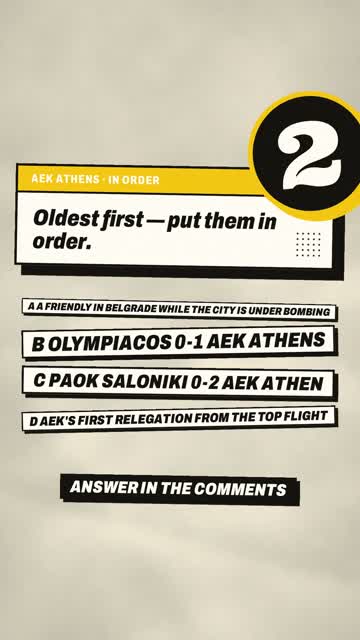 2
AEK ATHENS · IN ORDER
Oldest first — put them in
order.
A A FRIENDLY IN BELGRADE WHILE THE CITY IS UNDER BOMBING
B OLYMPIACOS 0-1 AEK ATHENS
C PAOK SALONIKI 0-2 AEK ATHEN
D AEK'S FIRST RELEGATION FROM THE TOP FLIGHT
ANSWER IN THE COMMENTS